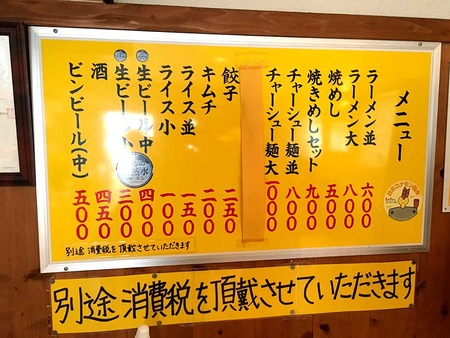 メニュー
ラーメン並 六〇〇
ラーメン大 八〇〇
焼めし 五〇〇
焼きめしセット 九〇〇
チャーシュー麺並 八〇〇
チャーシュー麺大 一〇〇〇
餃子 二五〇
キムチ 二〇〇
ライス並 一五〇
ライス小 一〇〇
生ビール中 四〇〇
生ビール小 三〇〇
酒 四五〇
ビンビール(中) 五〇〇
別途消費税を頂戴させていただきます
別途消費税を頂戴させていただきます